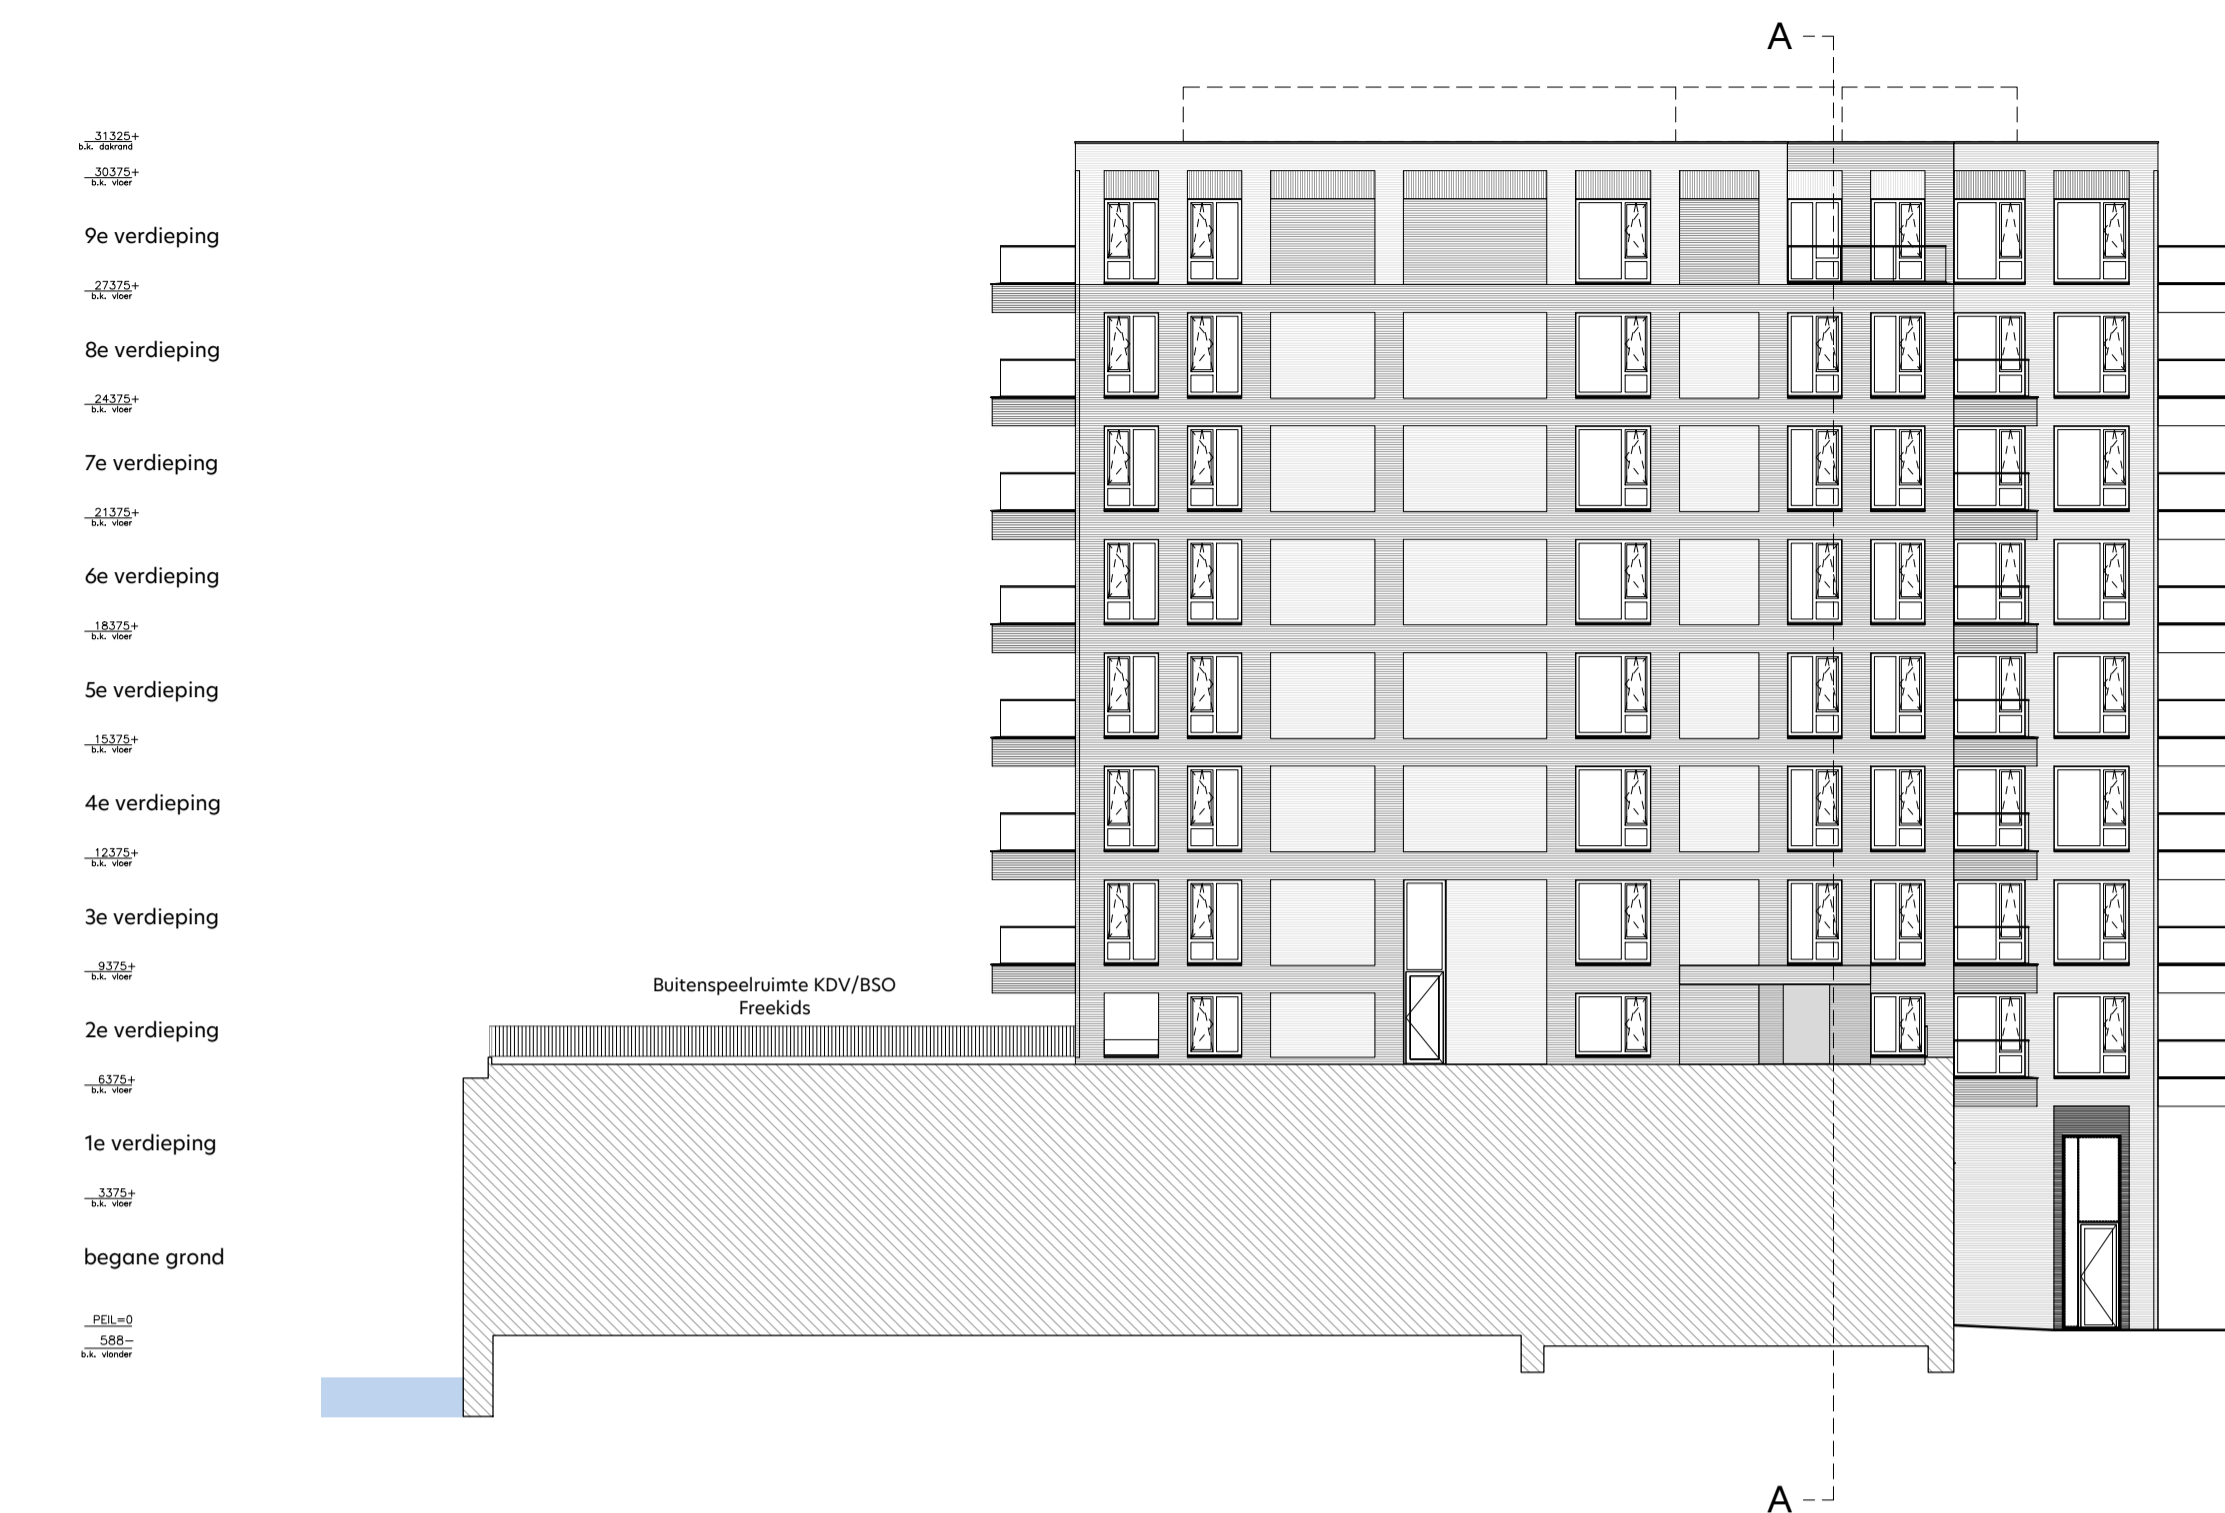 A
31325+
b.k. dakrand
30375+
b.k. vloer
9e verdieping
27375+
b.k. vloer
8e verdieping
24375+
b.k. vloer
7e verdieping
21375+
b.k. vloer
6e verdieping
18375+
b.k. vloer
5e verdieping
15375+
b.k. vloer
4e verdieping
12375+
b.k. vloer
3e verdieping
9375+
b.k. vloer
Buitenspeelruimte KDV/BSO
Freekids
2e verdieping
6375+
b.k. vloer
1e verdieping
3375+
b.k. vloer
begane grond
PEIL=0
588-
b.k. vlonder
A